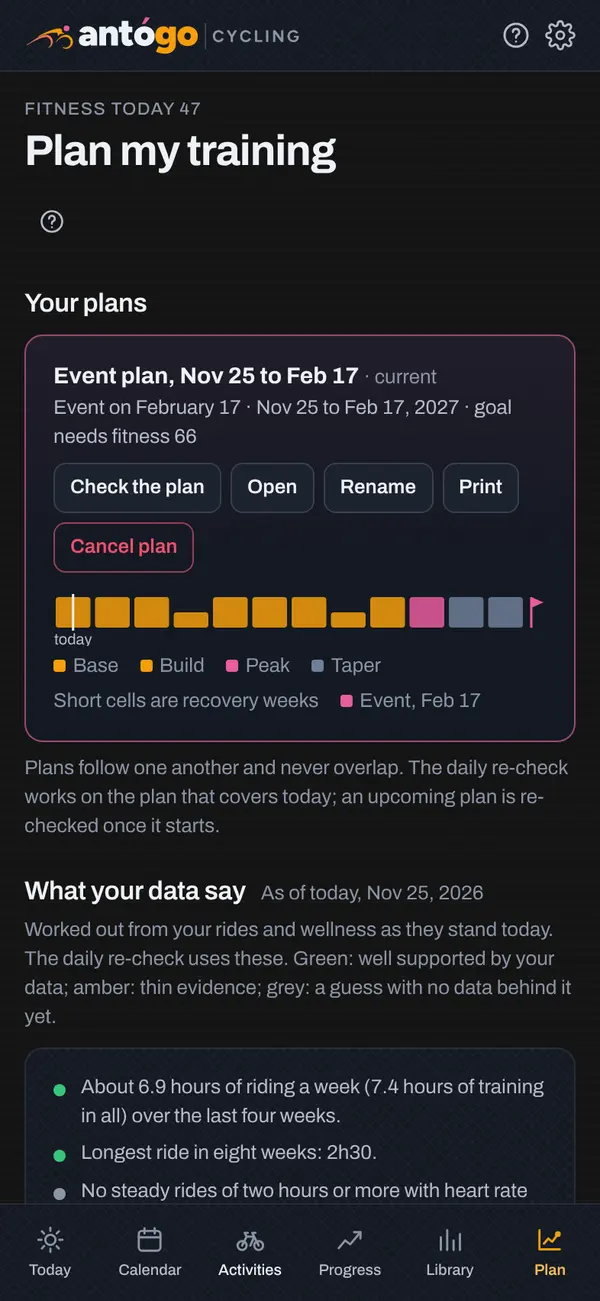 antógo CYCLING
FITNESS TODAY 47
Plan my training
Your plans
Event plan, Nov 25 to Feb 17 · current
Event on February 17 · Nov 25 to Feb 17, 2027 · goal
needs fitness 66
Check the plan Open Rename Print
Cancel plan
today
Base Build Peak Taper
Short cells are recovery weeks Event, Feb 17
Plans follow one another and never overlap. The daily re-check
works on the plan that covers today; an upcoming plan is re-
checked once it starts.
What your data say As of today, Nov 25, 2026
Worked out from your rides and wellness as they stand today.
The daily re-check uses these. Green: well supported by your
data; amber: thin evidence; grey: a guess with no data behind it
yet.
About 6.9 hours of riding a week (7.4 hours of training
in all) over the last four weeks.
Longest ride in eight weeks: 2h30.
No steady rides of two hours or more with heart rate
Today Calendar Activities Progress Library Plan